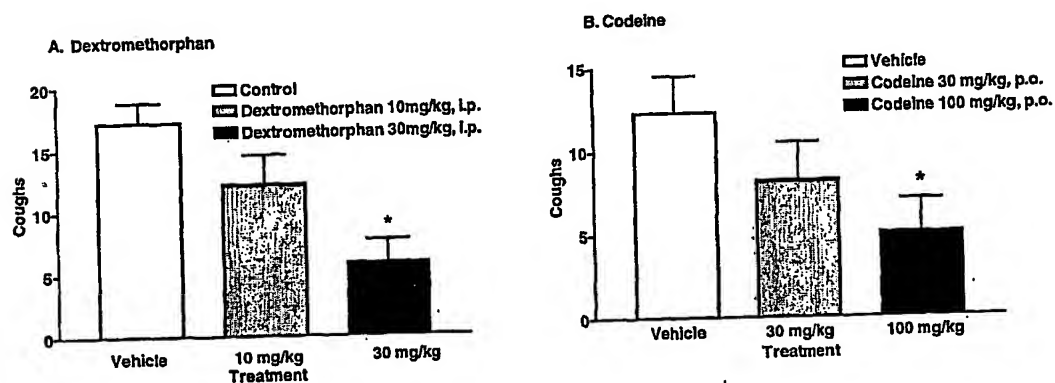 A. Dextromethorphan
Control
Dextromethorphan 10mg/kg, i.p.
Dextromethorphan 30mg/kg, i.p.
20
15
10
5
0
Coughs
*
Vehicle
10 mg/kg
30 mg/kg
Treatment
B. Codeine
Vehicle
Codeine 30 mg/kg, p.o.
Codeine 100 mg/kg, p.o.
15
10
5
0
Coughs
*
Vehicle
30 mg/kg
100 mg/kg
Treatment